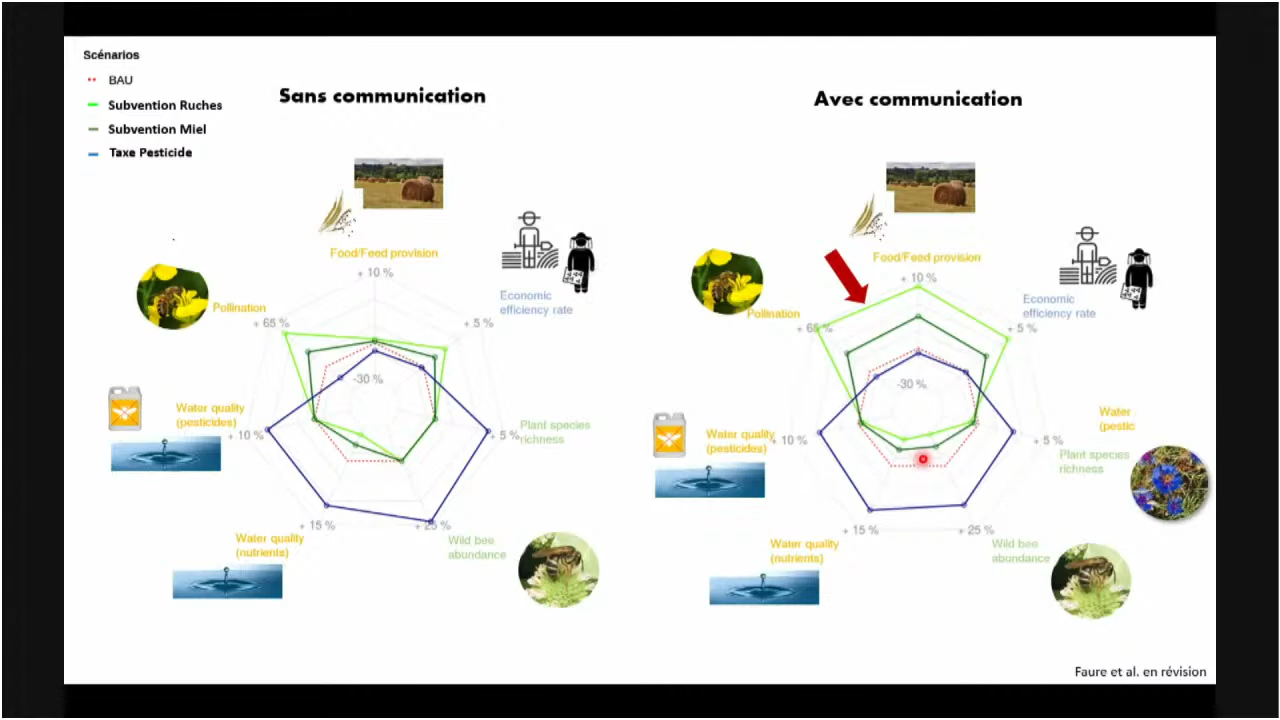 Scénarios
BAU
Subvention Ruches
Subvention Miel
Taxe Pesticide
Sans communication
Food/Feed provision
+ 10 %
Economic
efficiency rate
Pollination
+ 65 %
+ 5 %
-30 %
Water quality
(pesticides)
+ 10 %
+ 5 %
Plant species
richness
+ 15 %
+ 25 %
Water quality
(nutrients)
Wild bee
abundance
Avec communication
Food/Feed provision
+ 10 %
Economic
efficiency rate
Pollination
+ 65 %
+ 5 %
-30 %
Water
(pestic
Water quality
(pesticides)
+ 10 %
+ 5 %
Plant species
richness
+ 15 %
+ 25 %
Water quality
(nutrients)
Wild bee
abundance
Faure et al. en révision